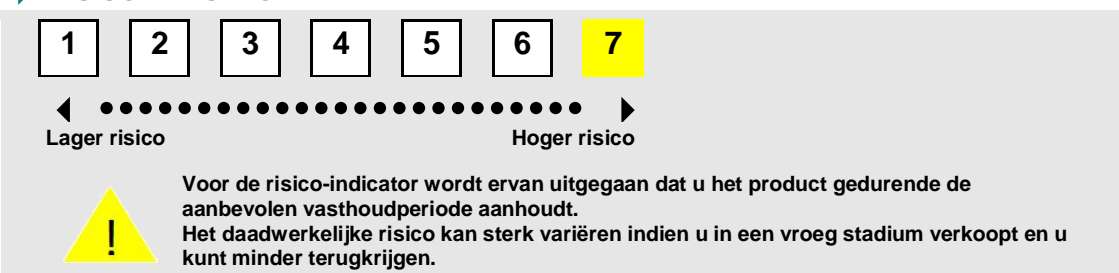 1 2 3 4 5 6 7
Lager risico Hoger risico
!
Voor de risico-indicator wordt ervan uitgegaan dat u het product gedurende de
aanbevolen vasthoudperiode aanhoudt.
Het daadwerkelijke risico kan sterk variëren indien u in een vroeg stadium verkoopt en u
kunt minder terugkrijgen.